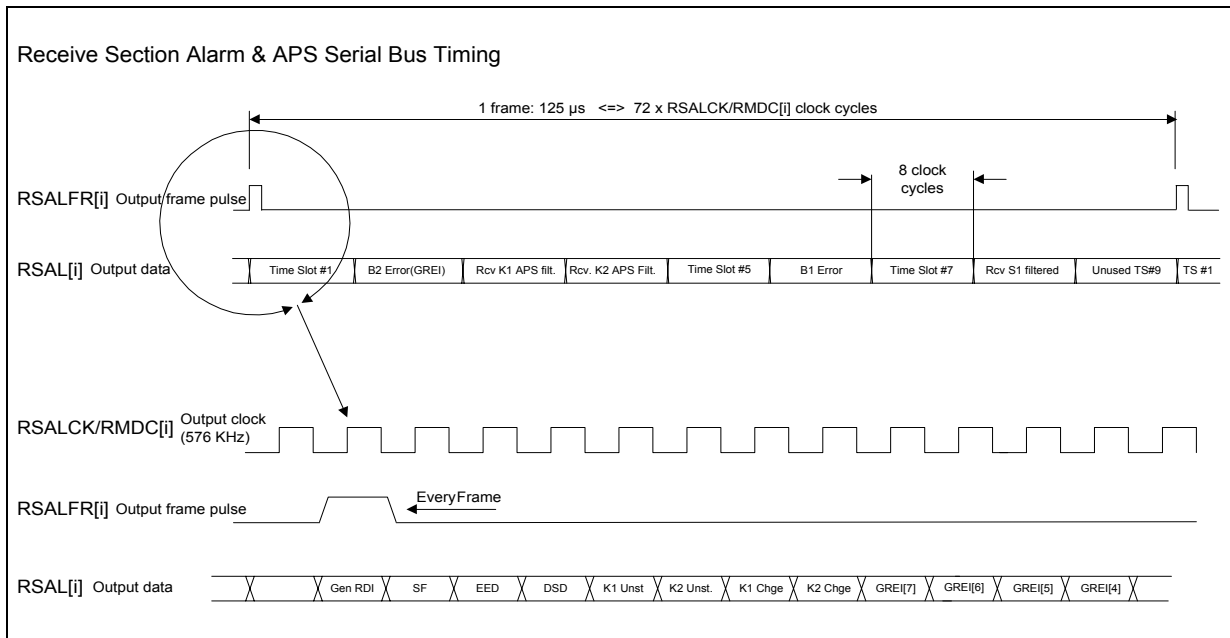 Receive Section Alarm & APS Serial Bus Timing
1 frame: 125 µs <=> 72 x RSALCK/RMDC[i] clock cycles
8 clock
cycles
RSALFR[i] Output frame pulse
RSAL[i] Output data
Time Slot #1 B2 Error(GREI) Rcv K1 APS filt. Rcv. K2 APS Filt. Time Slot #5 B1 Error Time Slot #7 Rcv S1 filtered Unused TS#9 TS #1
RSALCK/RMDC[i] Output clock
(576 KHz)
RSALFR[i] Output frame pulse
EveryFrame
RSAL[i] Output data
Gen RDI SF EED DSD K1 Unst K2 Unst. K1 Chge K2 Chge GREI[7] GREI[6] GREI[5] GREI[4]